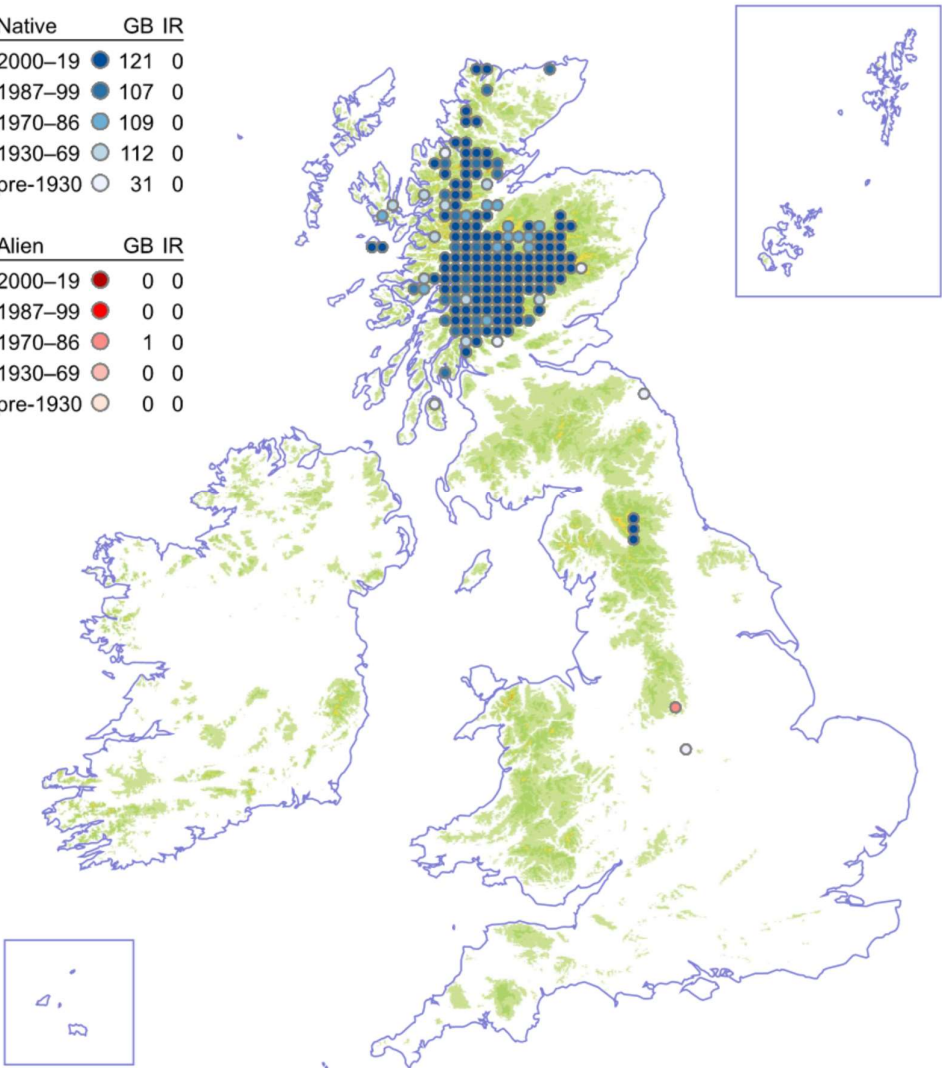 Native GB IR
2000–19 121 0
1987–99 107 0
1970–86 109 0
1930–69 112 0
pre-1930 31 0
Alien GB IR
2000–19 0 0
1987–99 0 0
1970–86 1 0
1930–69 0 0
pre-1930 0 0